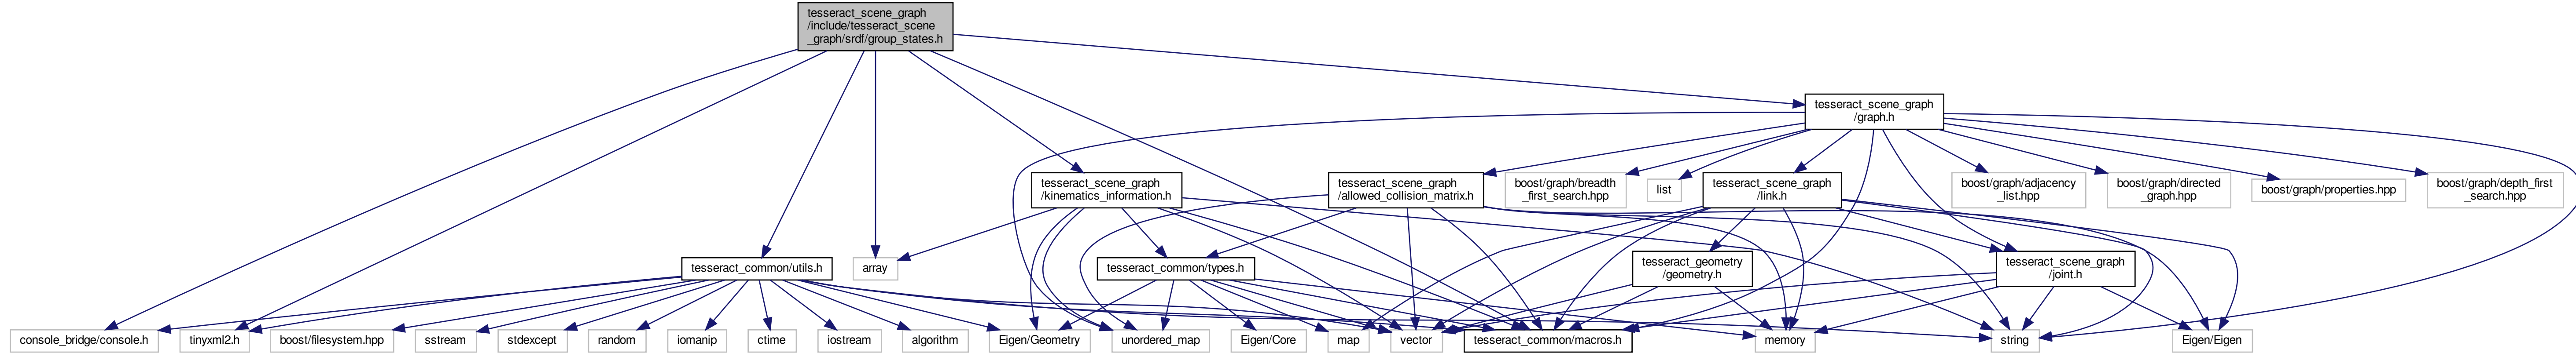 tesseract_scene_graph
/include/tesseract_scene
_graph/srdf/group_states.h
tesseract_scene_graph
/graph.h
tesseract_scene_graph
/kinematics_information.h
tesseract_scene_graph
/allowed_collision_matrix.h
boost/graph/breadth
_first_search.hpp
list
tesseract_scene_graph
/link.h
boost/graph/adjacency
_list.hpp
boost/graph/directed
_graph.hpp
boost/graph/properties.hpp
boost/graph/depth_first
_search.hpp
tesseract_common/utils.h
array
tesseract_common/types.h
tesseract_geometry
/geometry.h
tesseract_scene_graph
/joint.h
console_bridge/console.h
tinyxml2.h
boost/filesystem.hpp
sstream
stdexcept
random
iomanip
ctime
iostream
algorithm
Eigen/Geometry
unordered_map
Eigen/Core
map
vector
tesseract_common/macros.h
memory
string
Eigen/Eigen